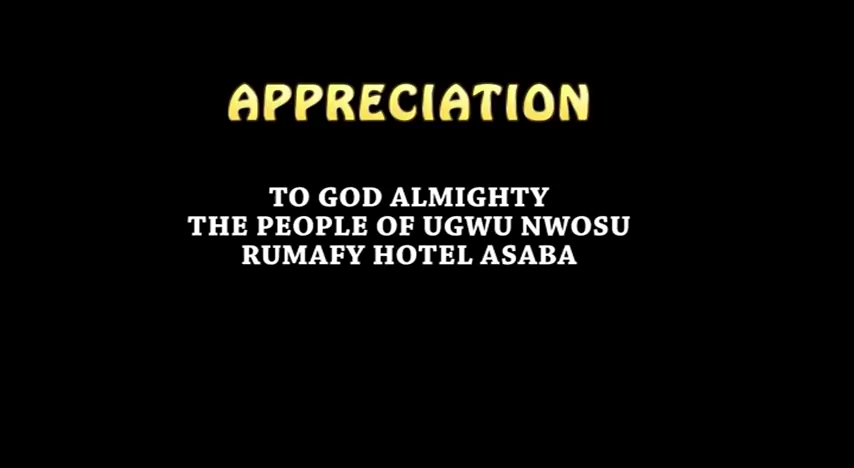 APPRECIATION
TO GOD ALMIGHTY
THE PEOPLE OF UGWU NWOSU
RUMAFY HOTEL ASABA